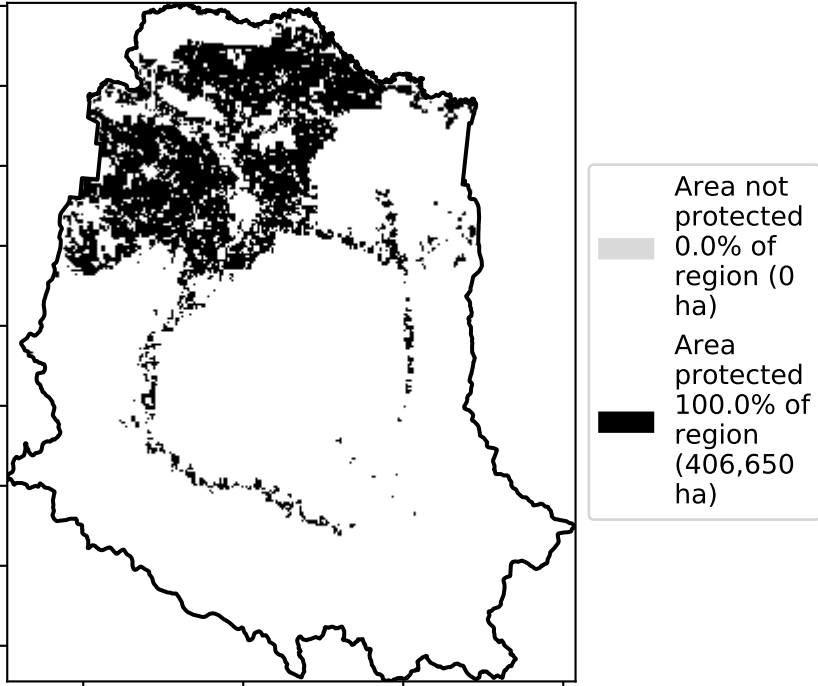 Area not
protected
0.0% of
region (0
ha)
Area
protected
100.0% of
region
(406,650
ha)